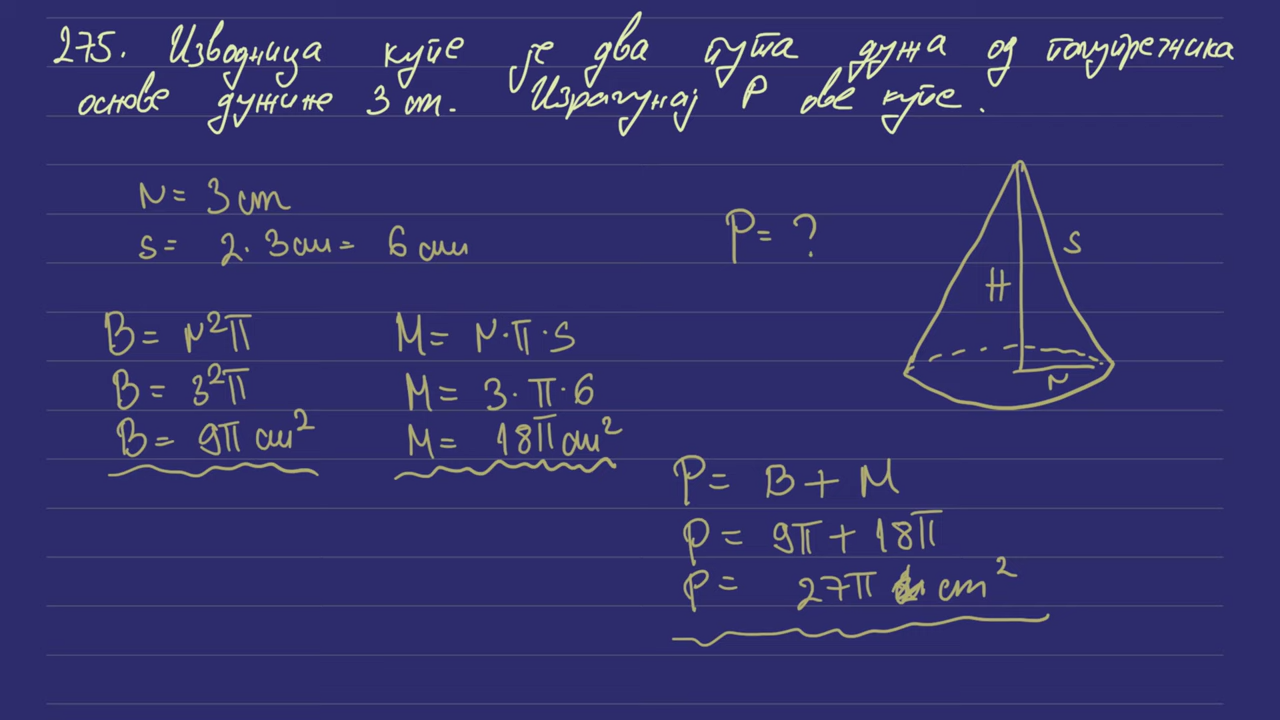 275. Изводница купе је два пута дужа од полупречника
основе дужине 3 cm. Израчунај P ове купе.
r = 3 cm
s = 2 · 3 cm = 6 cm
P = ?
B = r²π
B = 3²π
B = 9π cm²
M = r · π · s
M = 3 · π · 6
M = 18π cm²
H
s
r
P = B + M
P = 9π + 18π
P = 27π cm²